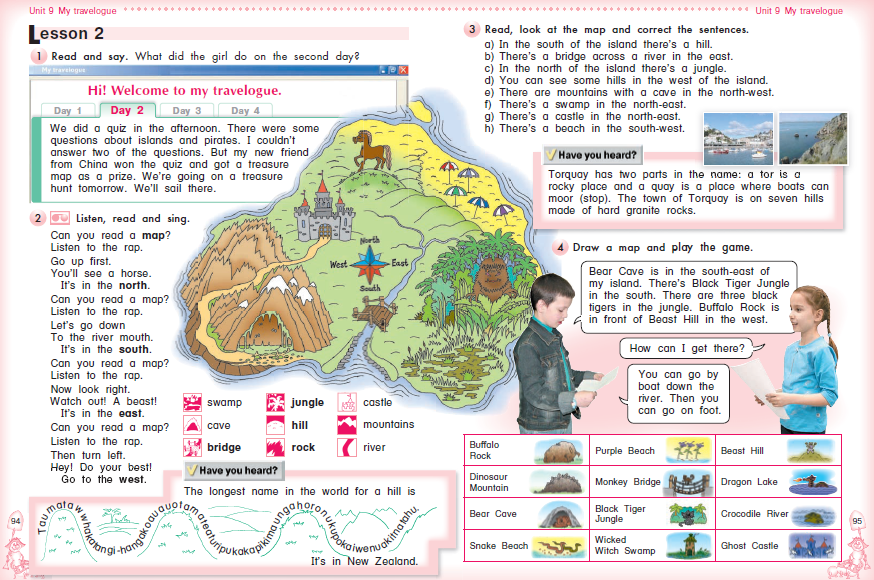 Unit 9 My travelogue
Lesson 2
1 Read and say. What did the girl do on the second day?
My travelogue
Hi! Welcome to my travelogue.
Day 1 Day 2 Day 3 Day 4
We did a quiz in the afternoon. There were some
questions about islands and pirates. I couldn't
answer two of the questions. But my new friend
from China won the quiz and got a treasure
map as a prize. We're going on a treasure
hunt tomorrow. We'll sail there.
2 Listen, read and sing.
Can you read a map?
Listen to the rap.
Go up first.
You'll see a horse.
It's in the north.
Can you read a map?
Listen to the rap.
Let's go down
To the river mouth.
It's in the south.
Can you read a map?
Listen to the rap.
Now look right.
Watch out! A beast!
It's in the east.
Can you read a map?
Listen to the rap.
Then turn left.
Hey! Do your best!
Go to the west.
North
West East
South
swamp jungle castle
cave hill mountains
bridge rock river
Have you heard?
The longest name in the world for a hill is
Taumatawhakatangi-hangakoauauotamateaturipukakapikimaungahoronukupokaiwenuakitnatahu.
It's in New Zealand.
94
Unit 9 My travelogue
3 Read, look at the map and correct the sentences.
a) In the south of the island there's a hill.
b) There's a bridge across a river in the east.
c) In the north of the island there's a jungle.
d) You can see some hills in the west of the island.
e) There are mountains with a cave in the north-west.
f) There's a swamp in the north-east.
g) There's a castle in the north-east.
h) There's a beach in the south-west.
Have you heard?
Torquay has two parts in the name: a tor is a
rocky place and a quay is a place where boats can
moor (stop). The town of Torquay is on seven hills
made of hard granite rocks.
4 Draw a map and play the game.
Bear Cave is in the south-east of
my island. There's Black Tiger Jungle
in the south. There are three black
tigers in the jungle. Buffalo Rock is
in front of Beast Hill in the west.
How can I get there?
You can go by
boat down the
river. Then you
can go on foot.
Buffalo
Rock
Purple Beach
Beast Hill
Dinosaur
Mountain
Monkey Bridge
Dragon Lake
Bear Cave
Black Tiger
Jungle
Crocodile River
Snake Beach
Wicked
Witch Swamp
Ghost Castle
95